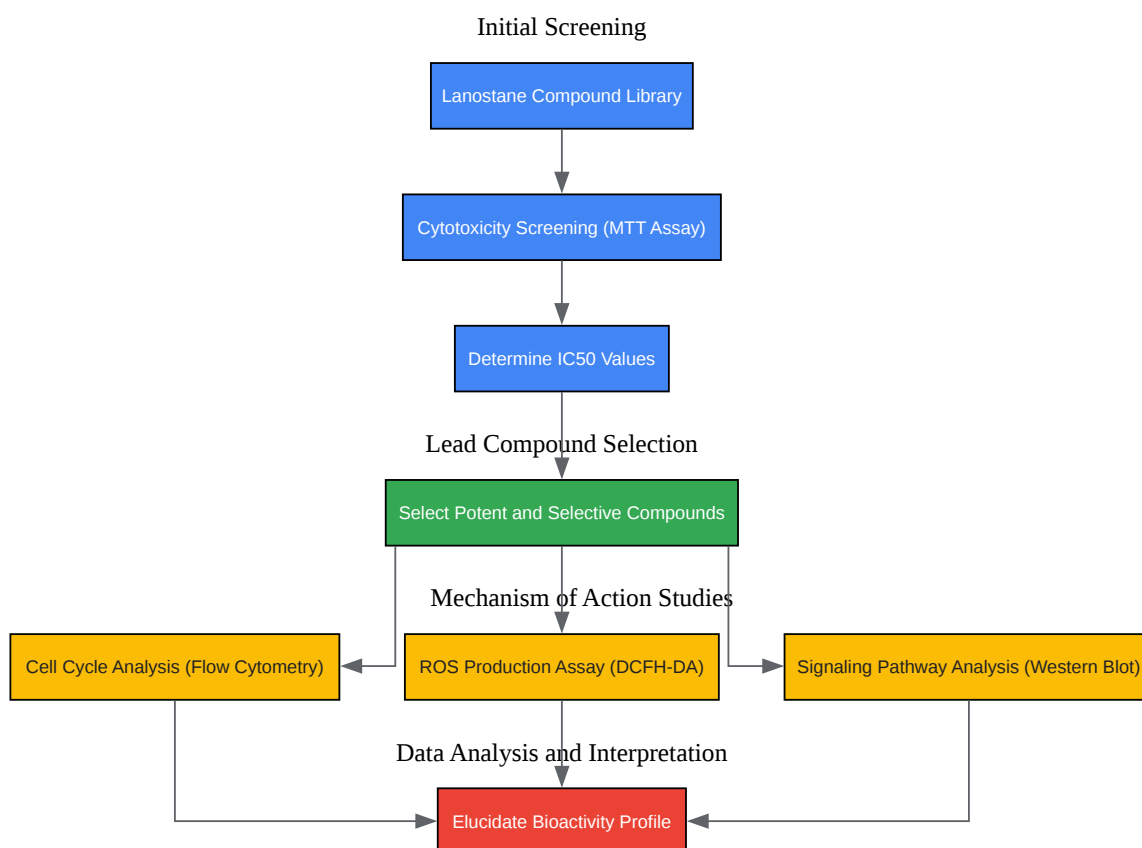 Initial Screening
Lanostane Compound Library
Cytotoxicity Screening (MTT Assay)
Determine IC50 Values
Lead Compound Selection
Select Potent and Selective Compounds
Mechanism of Action Studies
Cell Cycle Analysis (Flow Cytometry)
ROS Production Assay (DCFH-DA)
Signaling Pathway Analysis (Western Blot)
Data Analysis and Interpretation
Elucidate Bioactivity Profile